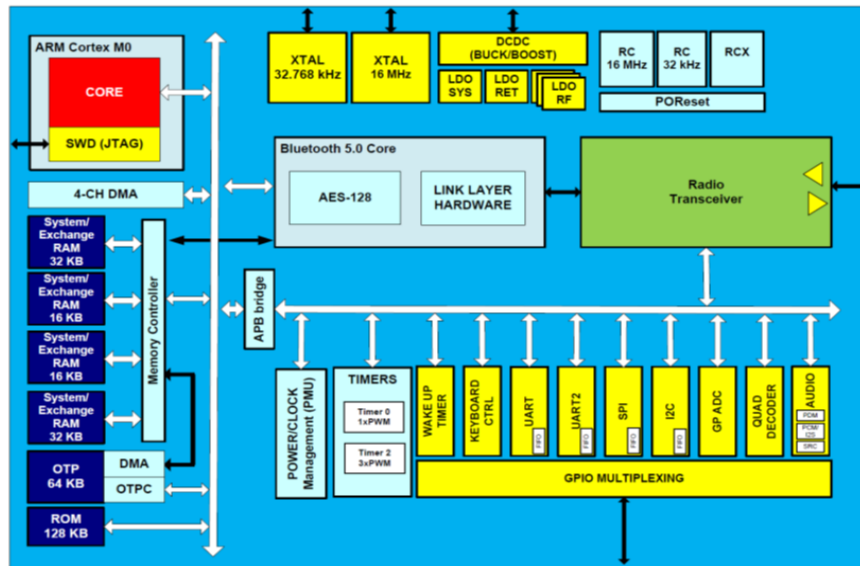 ARM Cortex M0
CORE
SWD (JTAG)
XTAL
32.768 kHz
XTAL
16 MHz
DCDC
(BUCK/BOOST)
LDO
SYS
LDO
RET
LDO
RF
RC
16 MHz
RC
32 kHz
RCX
POReset
4-CH DMA
Bluetooth 5.0 Core
AES-128
LINK LAYER
HARDWARE
Radio
Transceiver
System/
Exchange
RAM
32 KB
System/
Exchange
RAM
16 KB
System/
Exchange
RAM
16 KB
System/
Exchange
RAM
32 KB
Memory Controller
OTP
64 KB
DMA
OTPC
ROM
128 KB
APB bridge
POWER/CLOCK
Management (PMU)
TIMERS
Timer 0
1xPWM
Timer 2
3xPWM
WAKE UP
TIMER
KEYBOARD
CTRL
UART
FIFO
UART2
FIFO
SPI
FIFO
I2C
FIFO
GP ADC
QUAD
DECODER
AUDIO
PDM
PCM/
I2S
SRC
GPIO MULTIPLEXING